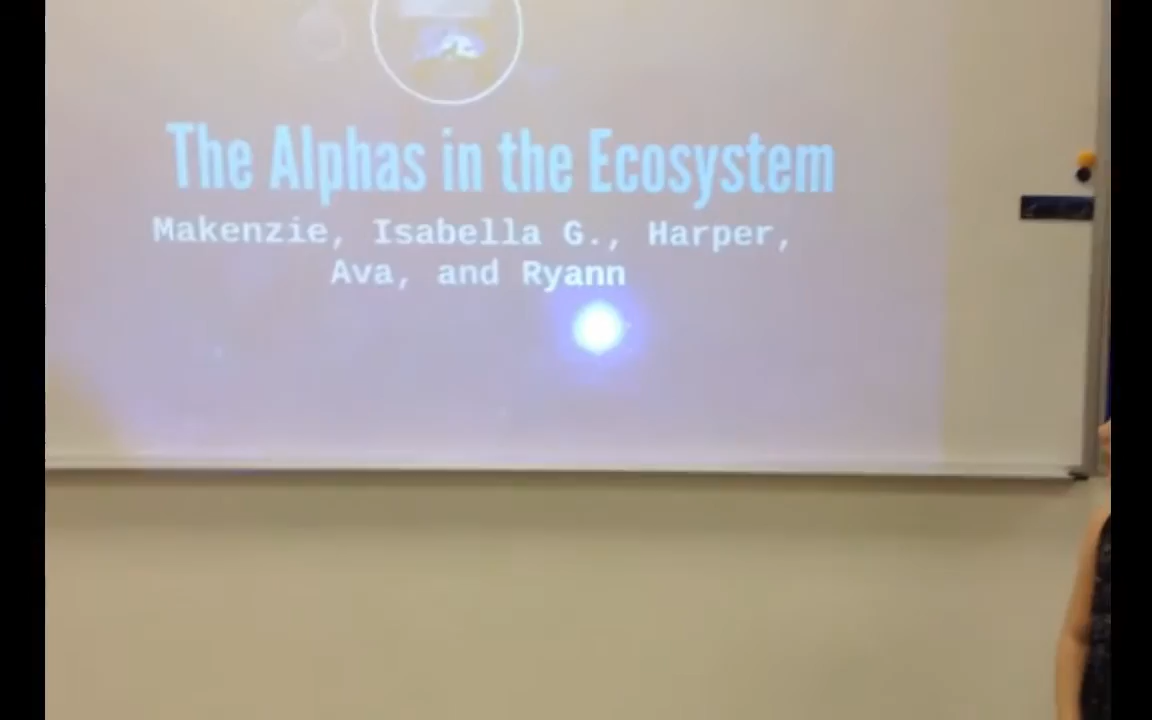 The Alphas in the Ecosystem
Makenzie, Isabella G., Harper,
Ava, and Ryann